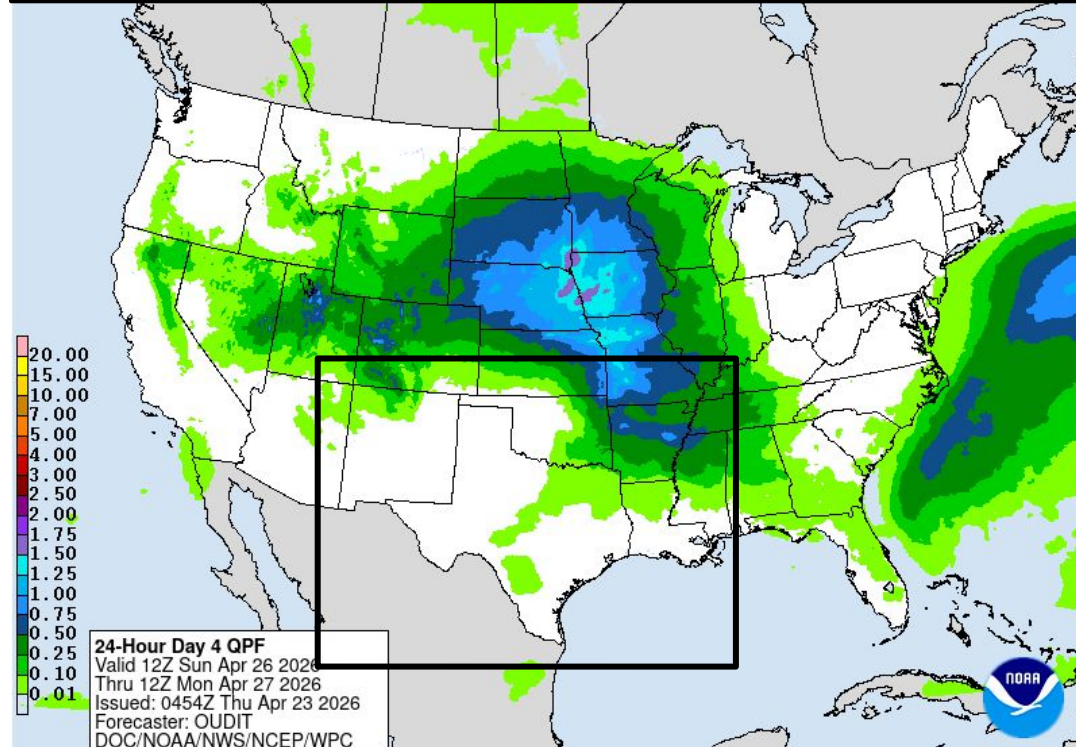 20.00
15.00
10.00
7.00
5.00
4.00
3.00
2.50
2.00
1.75
1.50
1.25
1.00
0.75
0.50
0.25
0.10
0.01
24-Hour Day 4 QPF
Valid 12Z Sun Apr 26 2026
Thru 12Z Mon Apr 27 2026
Issued: 0454Z Thu Apr 23 2026
Forecaster: OUDIT
DOC/NOAA/NWS/NCEP/WPC
NOAA